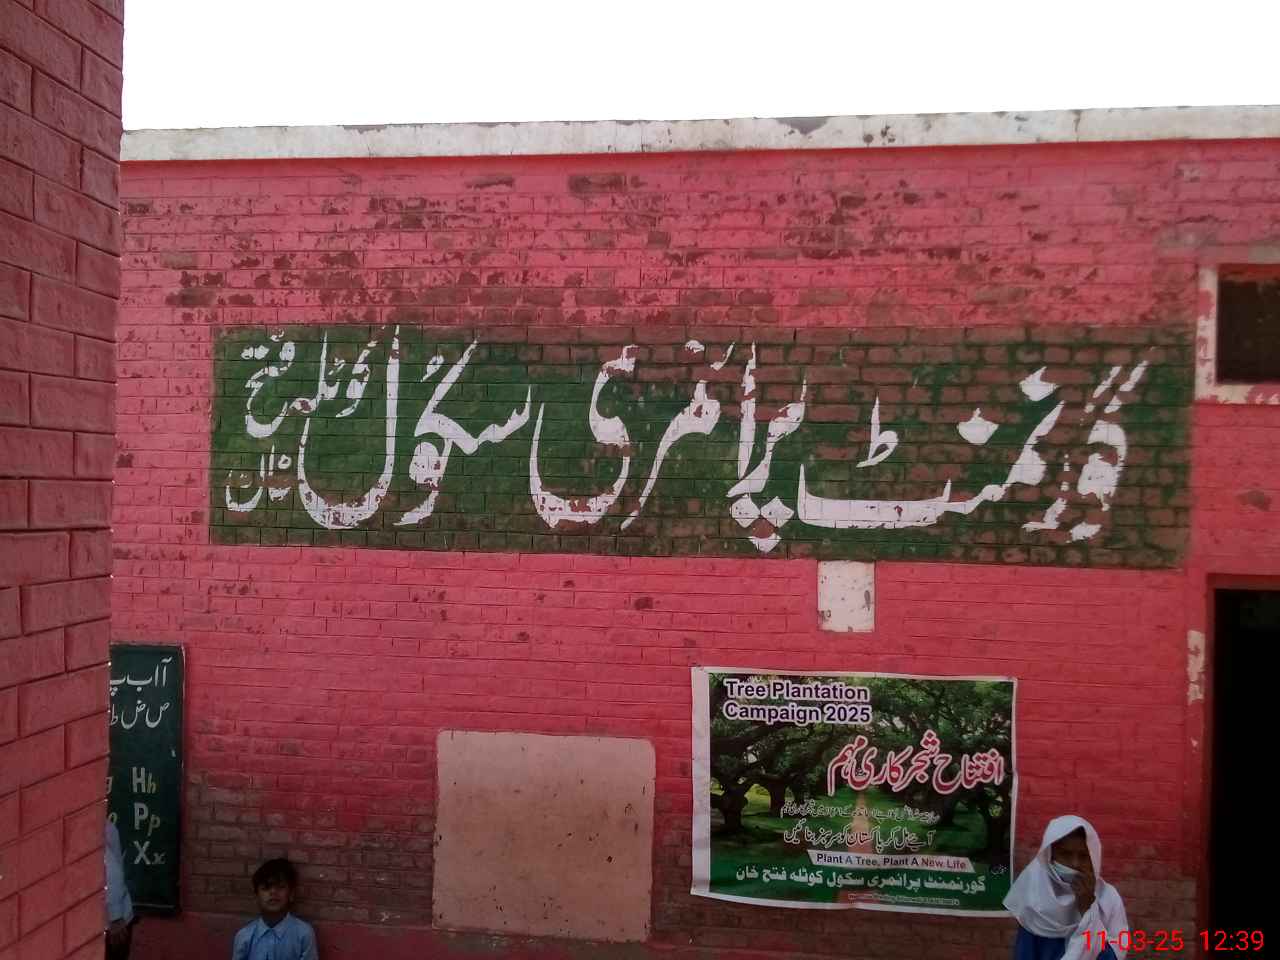 گورنمنٹ پرائمری سکول کوٹلہ فتح خان
آ ا ب پ
ص ض ط
Hh
Pp
Xx
Tree Plantation
Campaign 2025
افتتاح شجرکاری مہم
آیئے مل کر پاکستان کو سرسبز بنائیں
Plant A Tree, Plant A New Life
گورنمنٹ پرائمری سکول کوٹلہ فتح خان
11-03-25 12:39